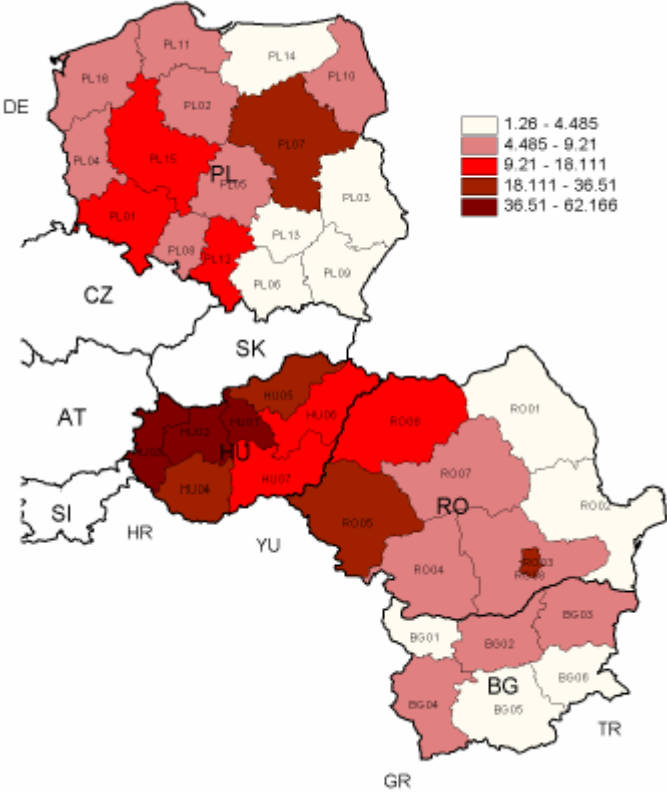 PL11
PL14
PL16
PL10
DE
PL02
1.26 - 4.485
4.485 - 9.21
9.21 - 18.111
18.111 - 36.51
36.51 - 62.166
PL07
PL04
PL15
PL
PL05
PL03
PL01
PL13
PL08
PL12
PL09
PL06
CZ
SK
HU05
AT
HU06
RO01
HU01
HU02
RO06
HU
HU03
RO07
HU07
HU04
RO
RO02
SI
RO05
HR
YU
RO03
RO04
RO08
BG03
BG01
BG02
BG06
BG
BG04
BG05
TR
GR